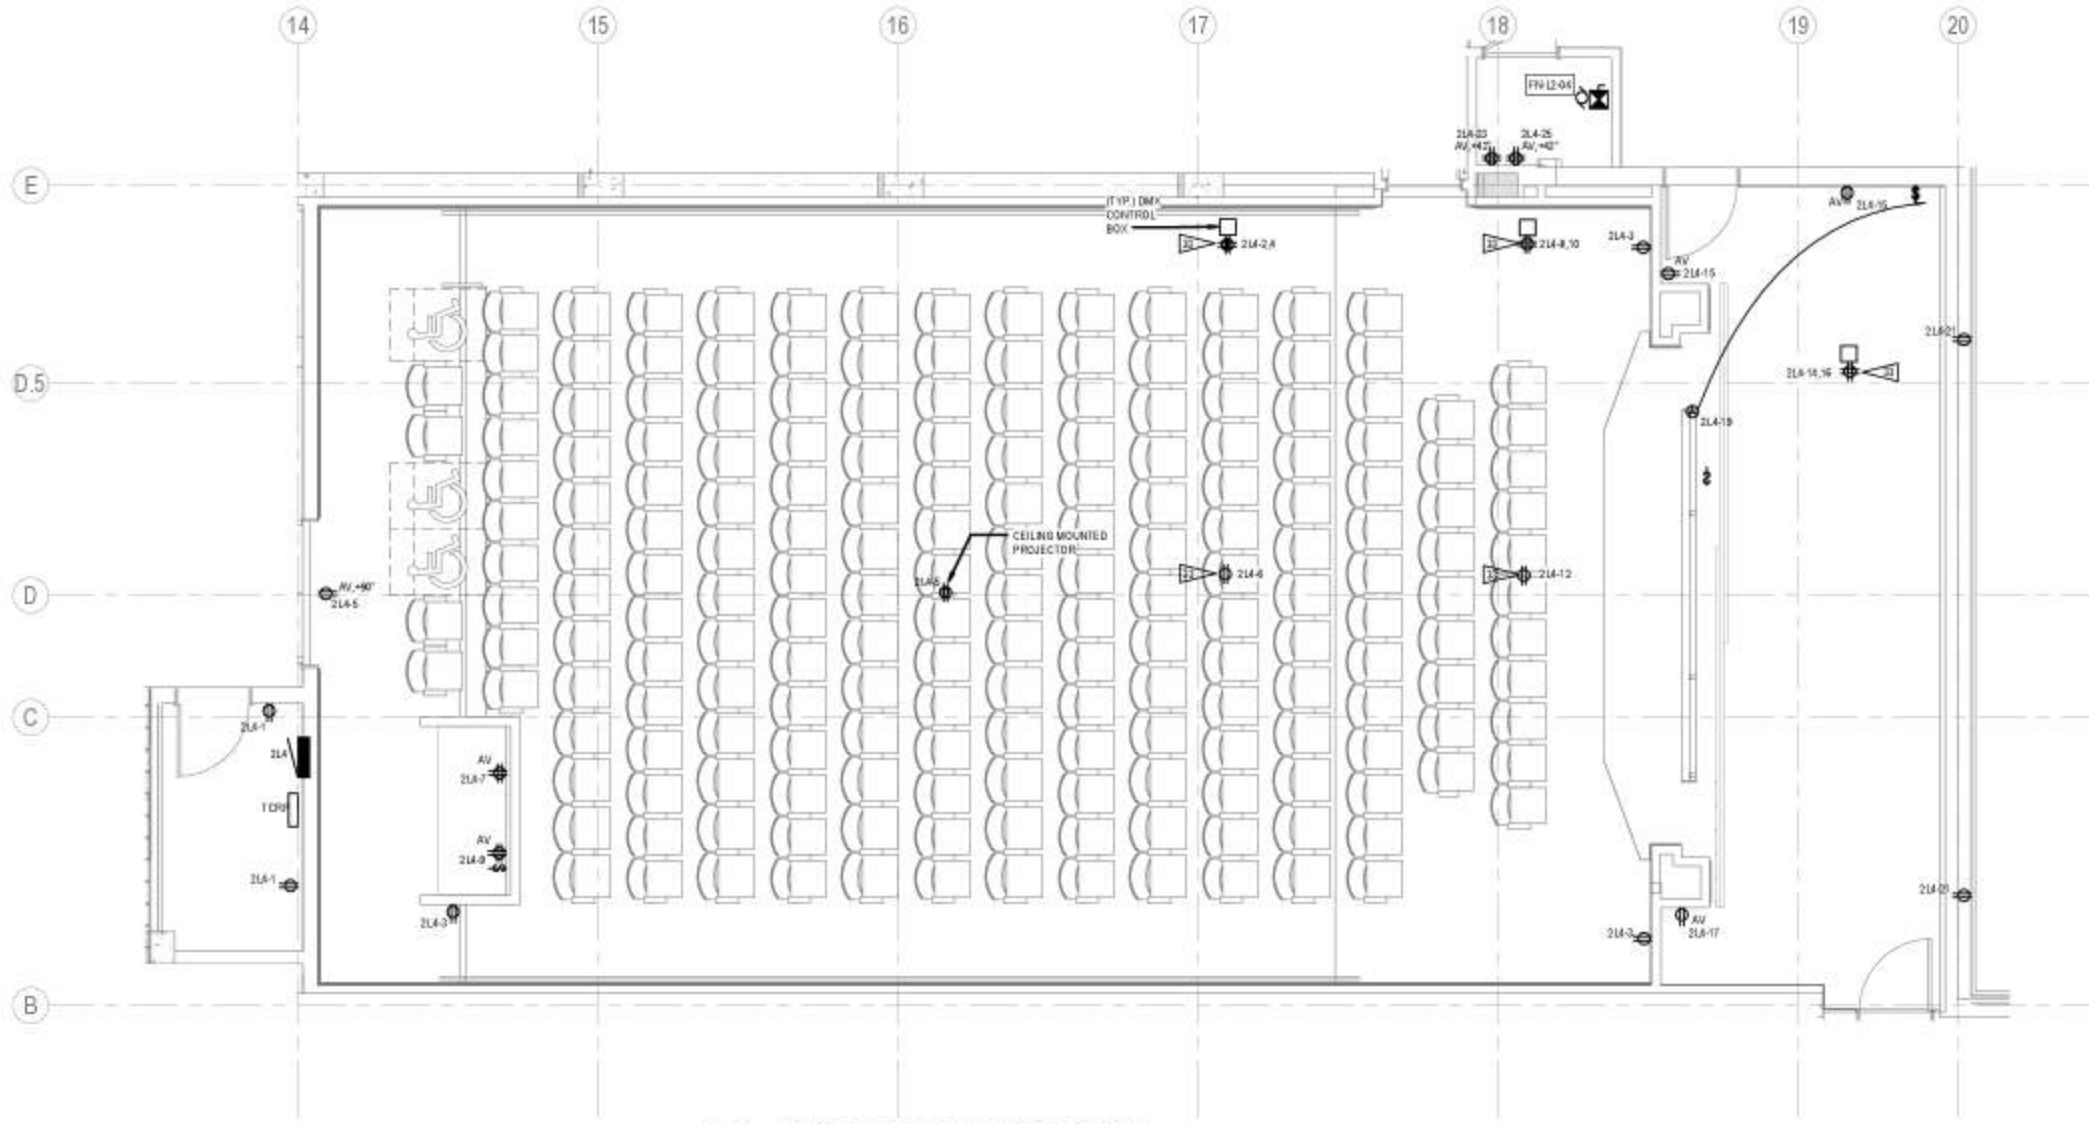 14 15 16 17 18 19 20
FN-L2-04
2L4-23 2L4-25
AV,+42" AV,+42"
E
(TYP.) DMX
CONTROL
BOX
AV 2L4-15
2L4-2,4
2L4-8,10
2L4-3
AV
2L4-15
2L4-21
D.5
2L4-14,16
2L4-19
CEILING MOUNTED
PROJECTOR
2L4-5
2L4-6
2L4-12
D
AV,+90"
2L4-5
C
2L4-1
2L4
AV
2L4-7
AV
2L4-9
2L4-1
2L4-3
2L4-21
AV
2L4-17
2L4-3
B